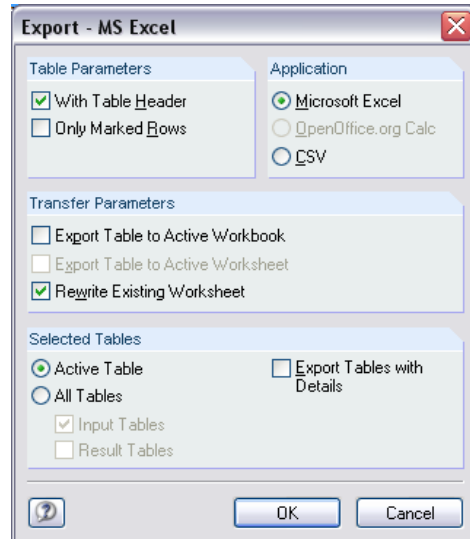 Export - MS Excel
Table Parameters
With Table Header
Only Marked Rows
Application
Microsoft Excel
OpenOffice.org Calc
CSV
Transfer Parameters
Export Table to Active Workbook
Export Table to Active Worksheet
Rewrite Existing Worksheet
Selected Tables
Active Table
All Tables
Input Tables
Result Tables
Export Tables with
Details
OK
Cancel